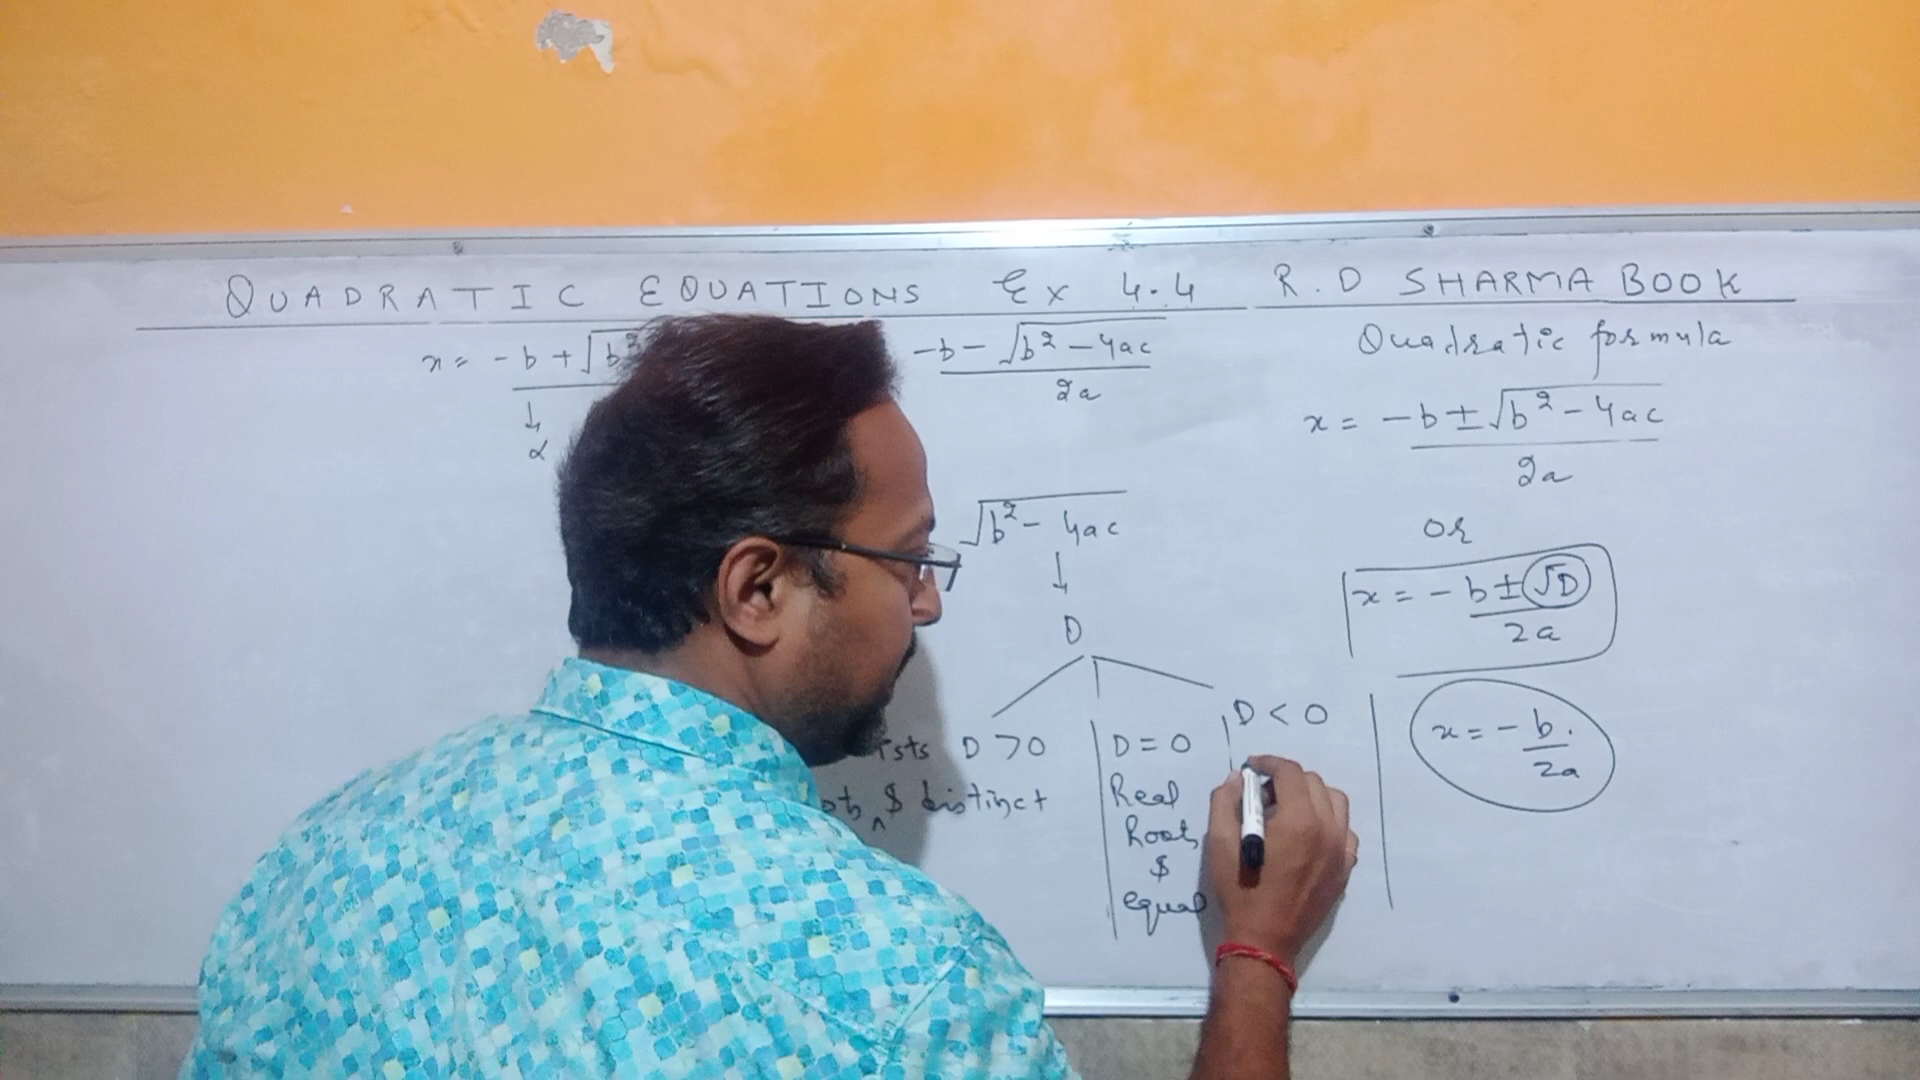 QUADRATIC EQUATIONS Ex 4.4 R.D SHARMA BOOK
x = -b + √b²
↓
α
-b - √b² - 4ac
2a
√b² - 4ac
↓
D
D > 0
$ distinct
D = 0
Real
Roots
$
equal
D < 0
Quadratic formula
x = -b ± √b² - 4ac
2a
or
x = -b ± √D
2a
x = -b.
2a